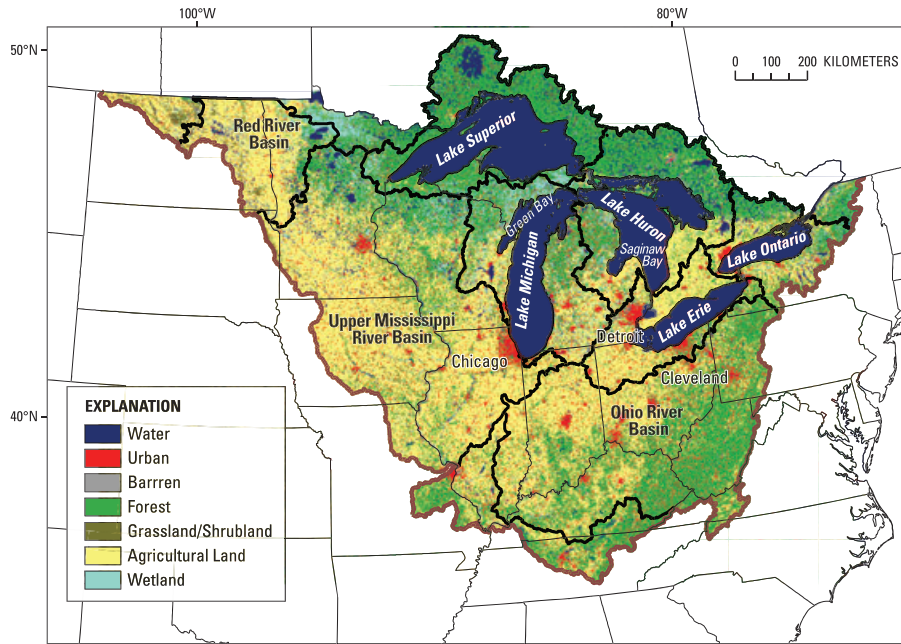 100°W
80°W
50°N
0 100 200 KILOMETERS
Red River
Basin
Lake Superior
Green Bay
Lake Huron
Saginaw
Bay
Lake Ontario
Lake Michigan
Upper Mississippi
River Basin
Detroit
Lake Erie
Chicago
Cleveland
40°N
Ohio River
Basin
EXPLANATION
Water
Urban
Barrren
Forest
Grassland/Shrubland
Agricultural Land
Wetland